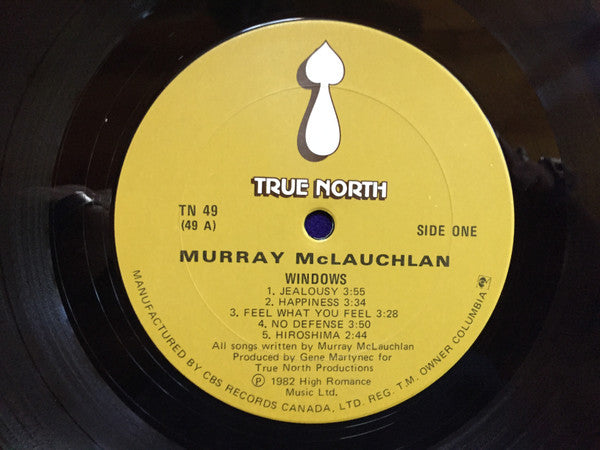 TRUE NORTH
TN 49
(49 A)
SIDE ONE
MURRAY McLAUCHLAN
WINDOWS
1. JEALOUSY 3:55
2. HAPPINESS 3:34
3. FEEL WHAT YOU FEEL 3:28
4. NO DEFENSE 3:50
5. HIROSHIMA 2:44
All songs written by Murray McLauchlan
Produced by Gene Martynec for
True North Productions
Ⓟ 1982 High Romance
Music Ltd.
MANUFACTURED BY CBS RECORDS CANADA, LTD. REG. T.M. OWNER COLUMBIA